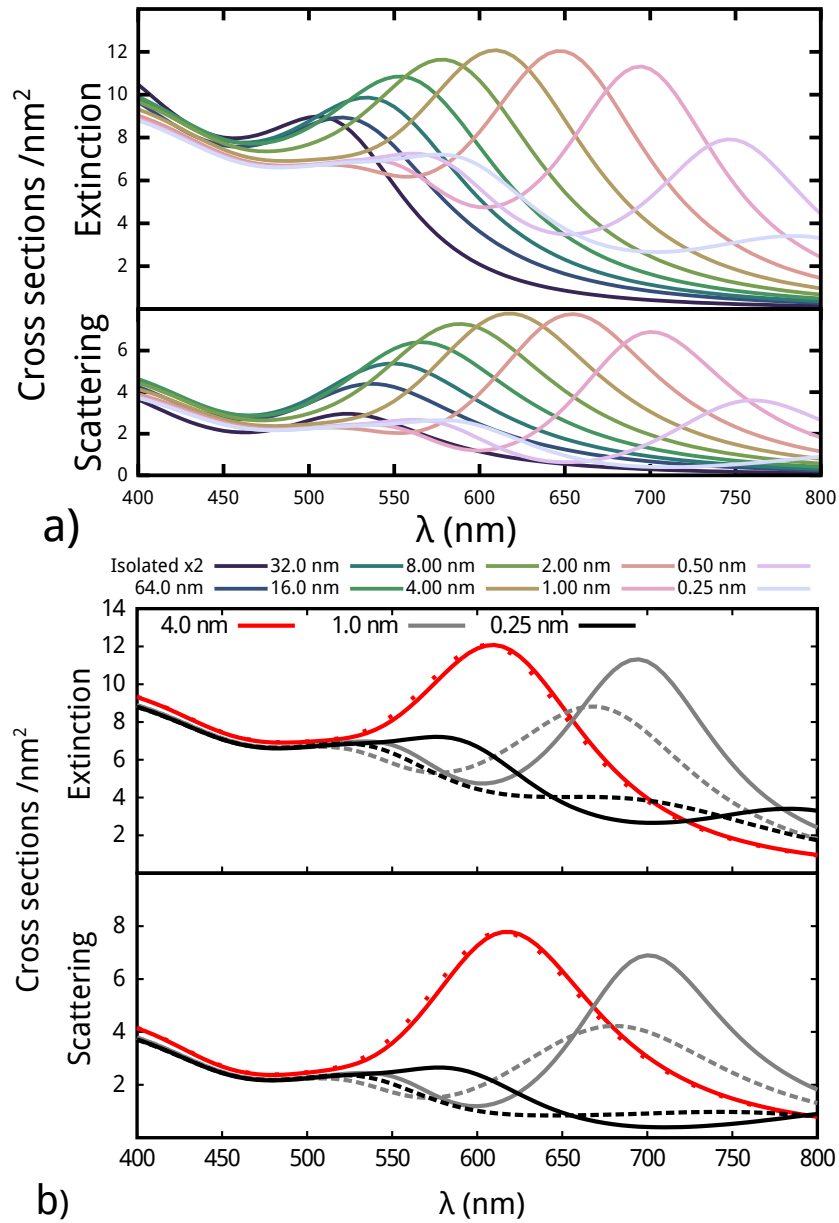 12
10
8
6
4
2
Extinction
6
4
2
0
Scattering
Cross sections /nm²
400 450 500 550 600 650 700 750 800
λ (nm)
a)
Isolated x2 32.0 nm 8.00 nm 2.00 nm 0.50 nm
64.0 nm 16.0 nm 4.00 nm 1.00 nm 0.25 nm
4.0 nm 1.0 nm 0.25 nm
14
12
10
8
6
4
2
Extinction
8
6
4
2
Scattering
Cross sections /nm²
400 450 500 550 600 650 700 750 800
λ (nm)
b)